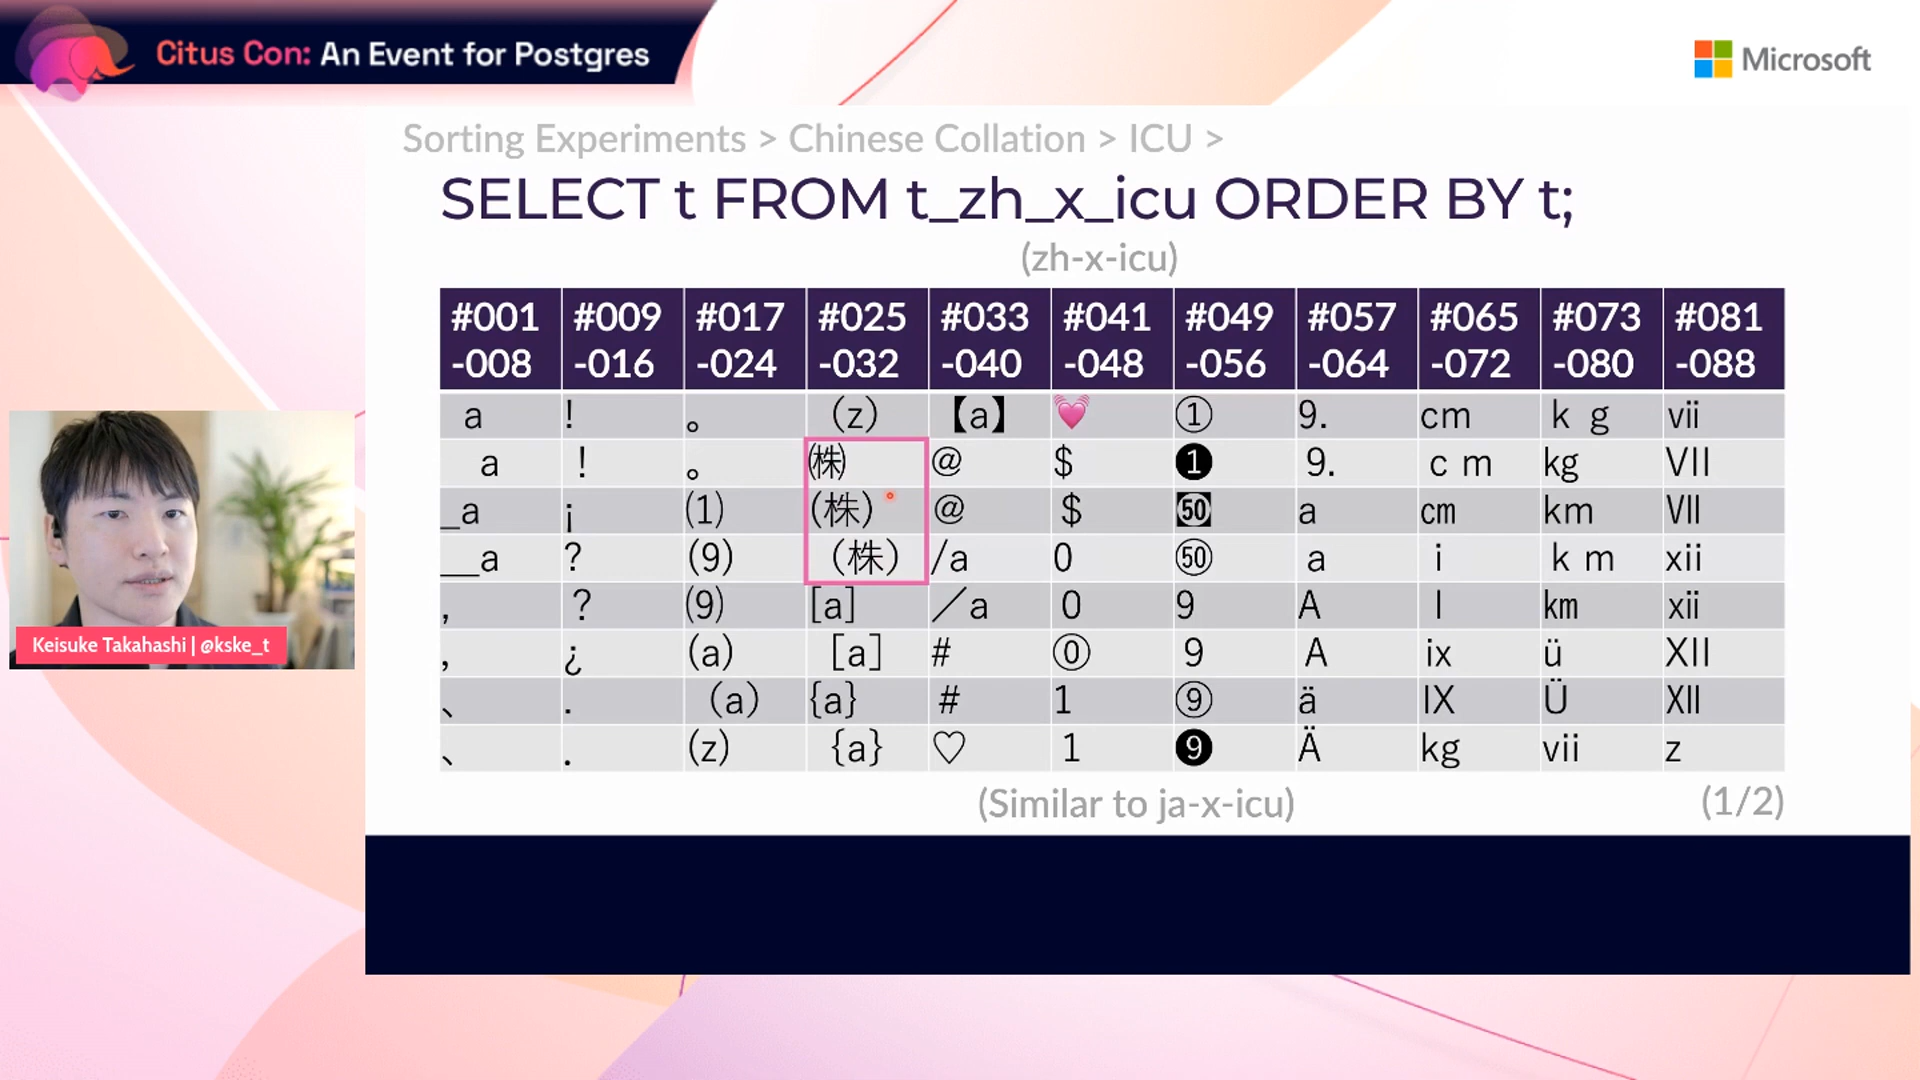 Citus Con: An Event for Postgres
Microsoft
Sorting Experiments > Chinese Collation > ICU >
SELECT t FROM t_zh_x_icu ORDER BY t;
(zh-x-icu)
#001 -008 #009 -016 #017 -024 #025 -032 #033 -040 #041 -048 #049 -056 #057 -064 #065 -072 #073 -080 #081 -088
a ! 。 (z) 【a】 💓 ① 9. cm k g vii
a ! 。 ㈱ @ $ ❶ 9. c m kg VII
_a ¡ ⑴ (株) @ $ 50 a ㎝ km Ⅶ
__a ? (9) (株) /a 0 ㊿ a i k m xii
, ? ⑼ [a] /a 0 9 A I ㎞ ⅻ
, ¿ (a) [a] # ⓪ 9 A ix ü XII
、 . (a) {a} # 1 ⑨ ä IX Ü Ⅻ
、 . (z) {a} ♡ 1 ❾ Ä kg vii z
(Similar to ja-x-icu)
(1/2)
Keisuke Takahashi | @kske_t